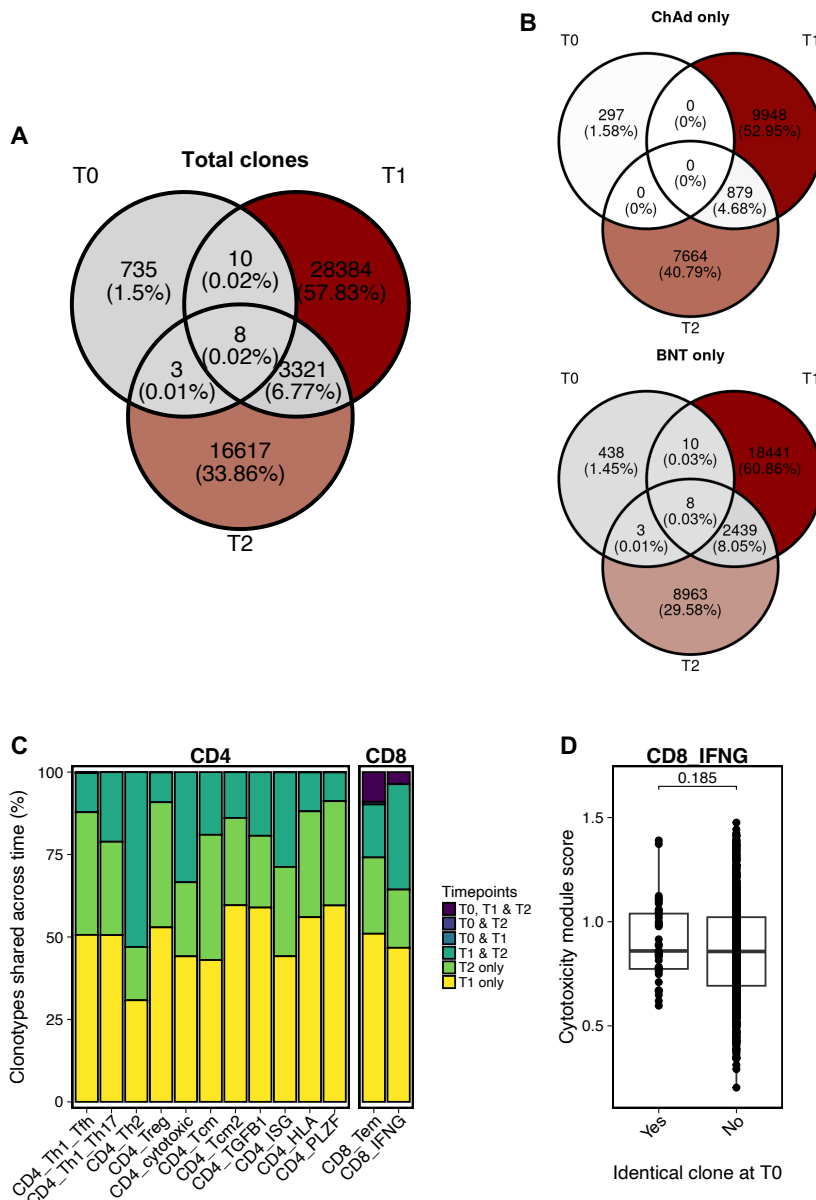 A
Total clones
T0
T1
735
(1.5%)
10
(0.02%)
28384
(57.83%)
8
(0.02%)
3
(0.01%)
3321
(6.77%)
16617
(33.86%)
T2
B
ChAd only
T0
T1
297
(1.58%)
0
(0%)
9948
(52.95%)
0
(0%)
0
(0%)
879
(4.68%)
7664
(40.79%)
T2
BNT only
T0
T1
438
(1.45%)
10
(0.03%)
18441
(60.86%)
8
(0.03%)
3
(0.01%)
2439
(8.05%)
8963
(29.58%)
T2
C
CD4
CD8
Clonotypes shared across time (%)
100
75
50
25
0
CD4_Th1_Tfh
CD4_Th1_Th17
CD4_Th2
CD4_Treg
CD4_cytotoxic
CD4_Tcm
CD4_Tcm2
CD4_TGFB1
CD4_ISG
CD4_HLA
CD4_PLZF
CD8_Tem
CD8_IFNG
Timepoints
T0, T1 & T2
T0 & T2
T0 & T1
T1 & T2
T2 only
T1 only
D
CD8_IFNG
0.185
Cytotoxicity module score
1.5
1.0
0.5
Yes
No
Identical clone at T0